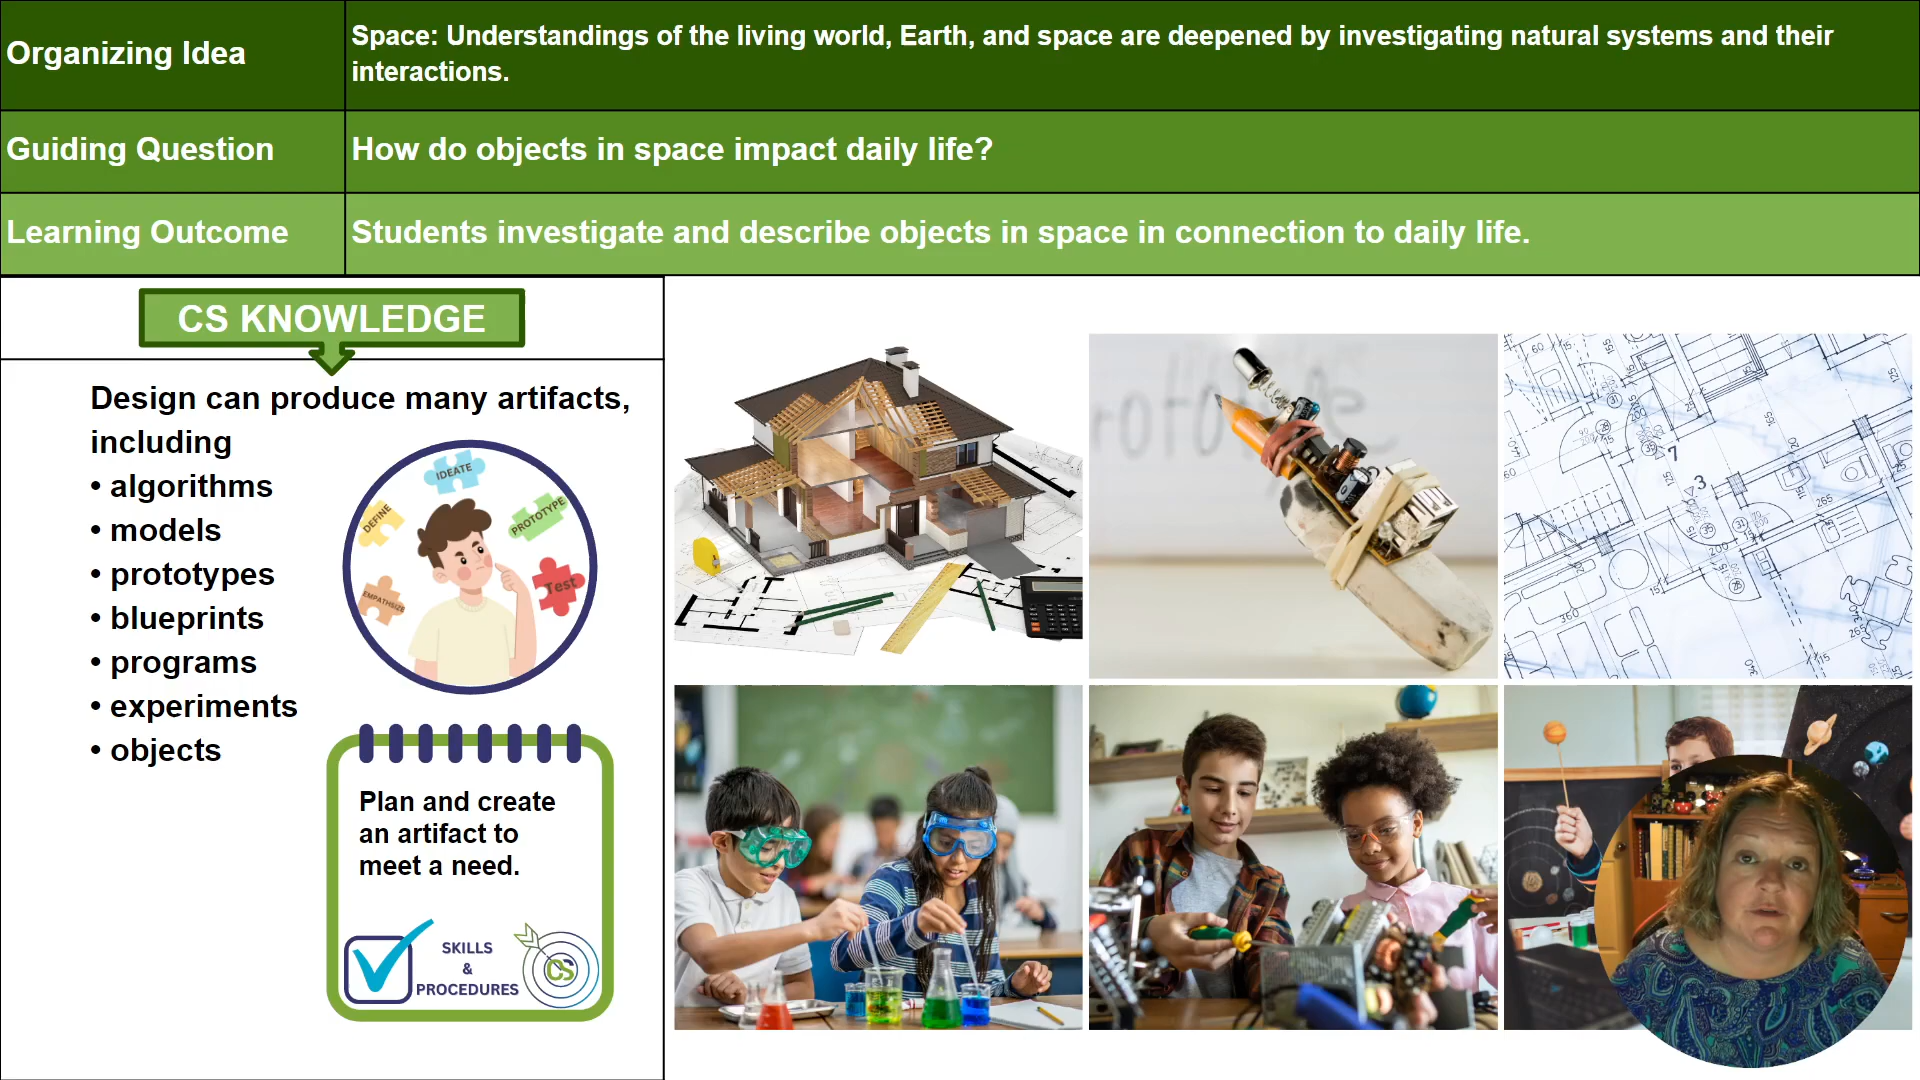 Organizing Idea
Space: Understandings of the living world, Earth, and space are deepened by investigating natural systems and their
interactions.
Guiding Question
How do objects in space impact daily life?
Learning Outcome
Students investigate and describe objects in space in connection to daily life.
CS KNOWLEDGE
Design can produce many artifacts,
including
• algorithms
• models
• prototypes
• blueprints
• programs
• experiments
• objects
IDEATE
DEFINE
PROTOTYPE
EMPATHSIZE
Test
Plan and create
an artifact to
meet a need.
SKILLS
&
PROCEDURES
CS